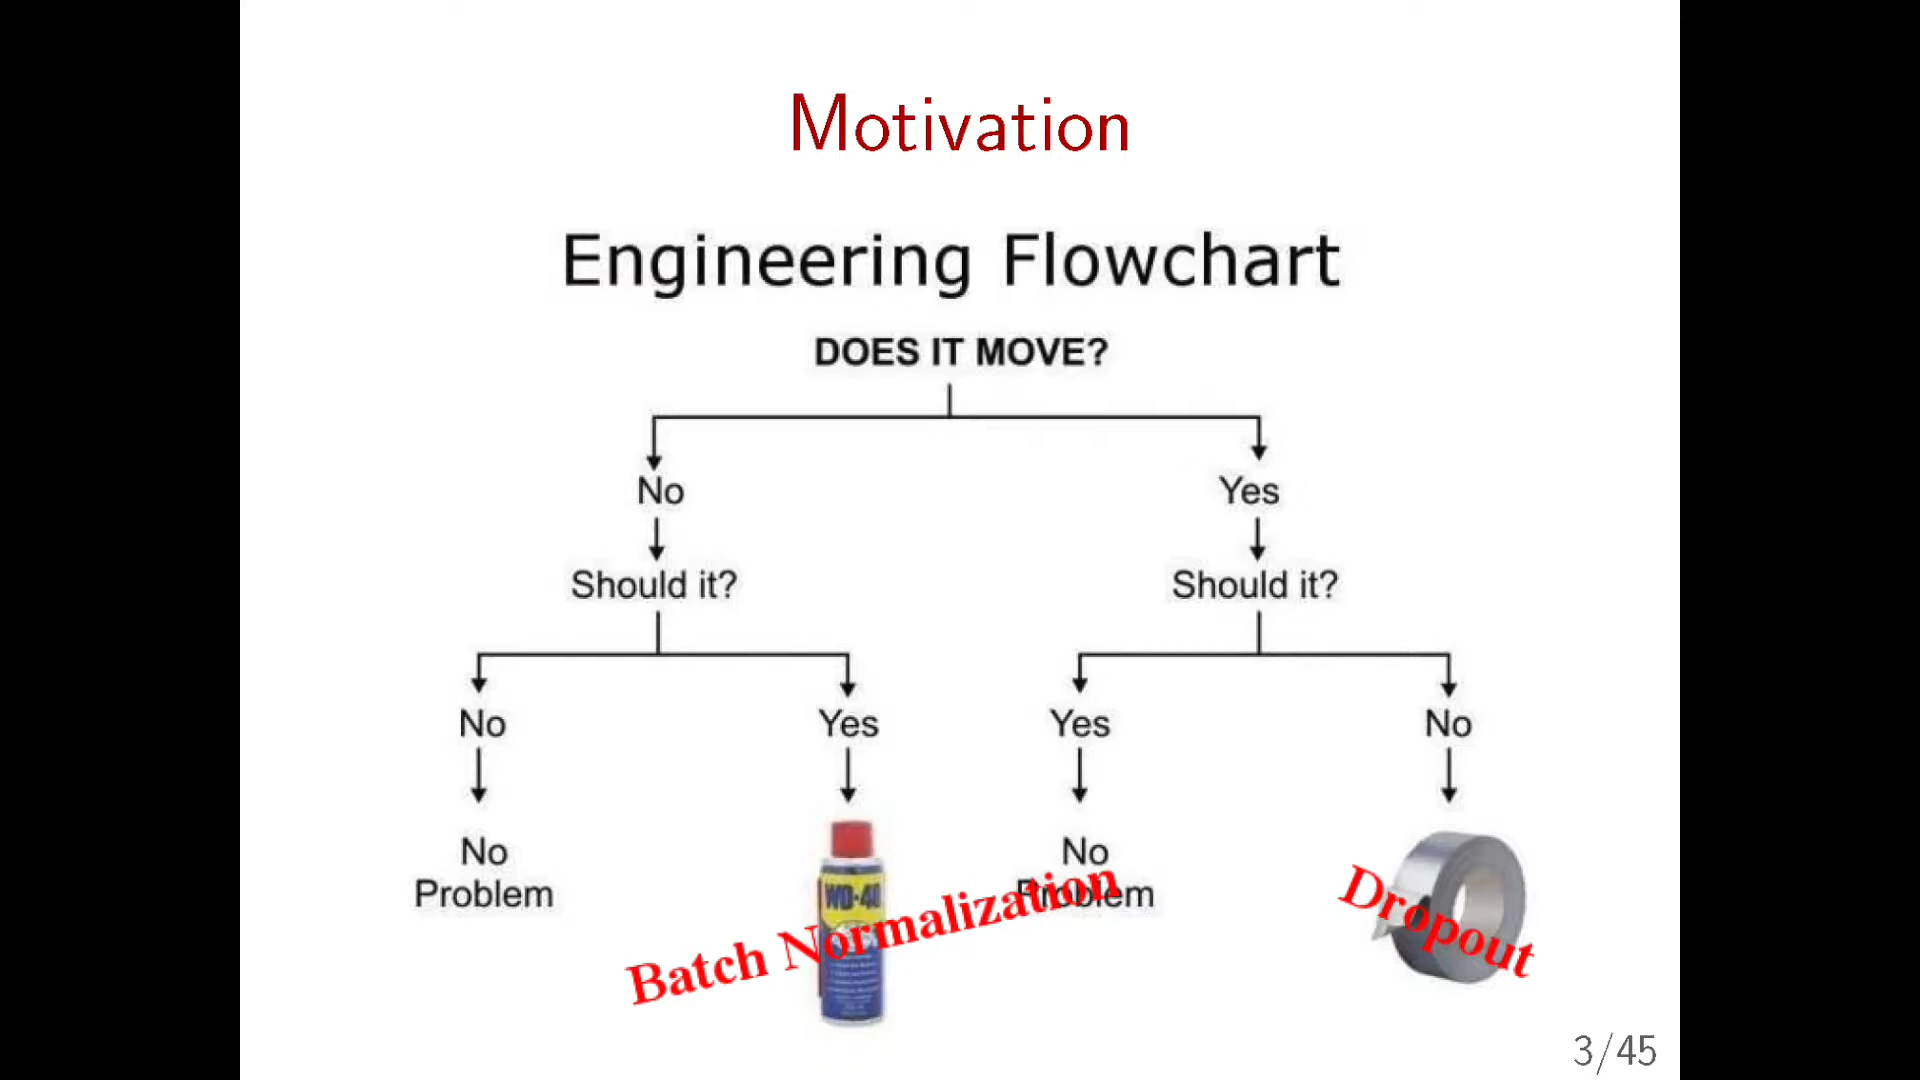 Motivation
Engineering Flowchart
DOES IT MOVE?
No
Yes
Should it?
Should it?
No
Yes
Yes
No
No
Problem
WD-40
No
Problem
Batch Normalization
Dropout
3/45